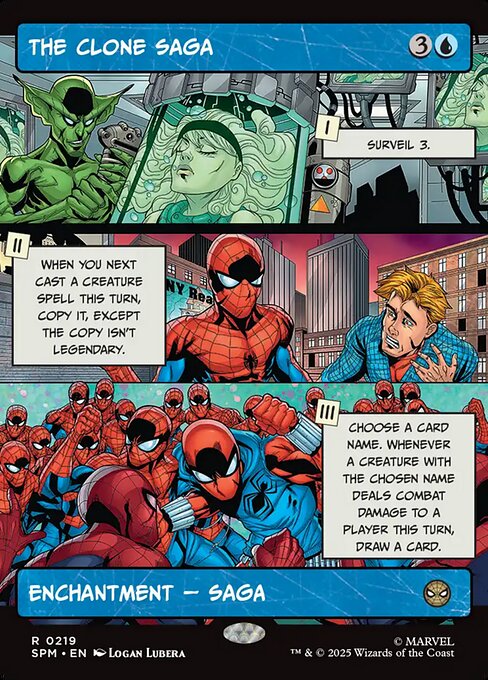 THE CLONE SAGA
3
I
SURVEIL 3.
II
WHEN YOU NEXT
CAST A CREATURE
SPELL THIS TURN,
COPY IT, EXCEPT
THE COPY ISN'T
LEGENDARY.
NY Rea
III
CHOOSE A CARD
NAME. WHENEVER
A CREATURE WITH
THE CHOSEN NAME
DEALS COMBAT
DAMAGE TO A
PLAYER THIS TURN,
DRAW A CARD.
ENCHANTMENT — SAGA
R 0219
SPM • EN LOGAN LUBERA
© MARVEL
™ & © 2025 Wizards of the Coast